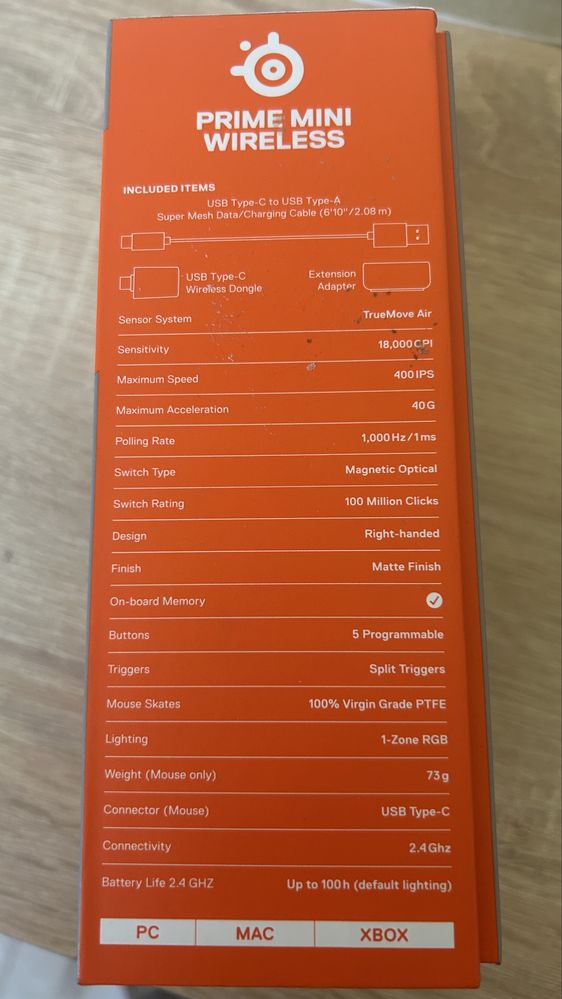 PRIME MINI
WIRELESS
INCLUDED ITEMS
USB Type-C to USB Type-A
Super Mesh Data/Charging Cable (6'10"/2.08 m)
USB Type-C
Wireless Dongle
Extension
Adapter
Sensor System TrueMove Air
Sensitivity 18,000 CPI
Maximum Speed 400 IPS
Maximum Acceleration 40 G
Polling Rate 1,000 Hz/1 ms
Switch Type Magnetic Optical
Switch Rating 100 Million Clicks
Design Right-handed
Finish Matte Finish
On-board Memory
Buttons 5 Programmable
Triggers Split Triggers
Mouse Skates 100% Virgin Grade PTFE
Lighting 1-Zone RGB
Weight (Mouse only) 73 g
Connector (Mouse) USB Type-C
Connectivity 2.4 Ghz
Battery Life 2.4 GHZ Up to 100 h (default lighting)
PC MAC XBOX